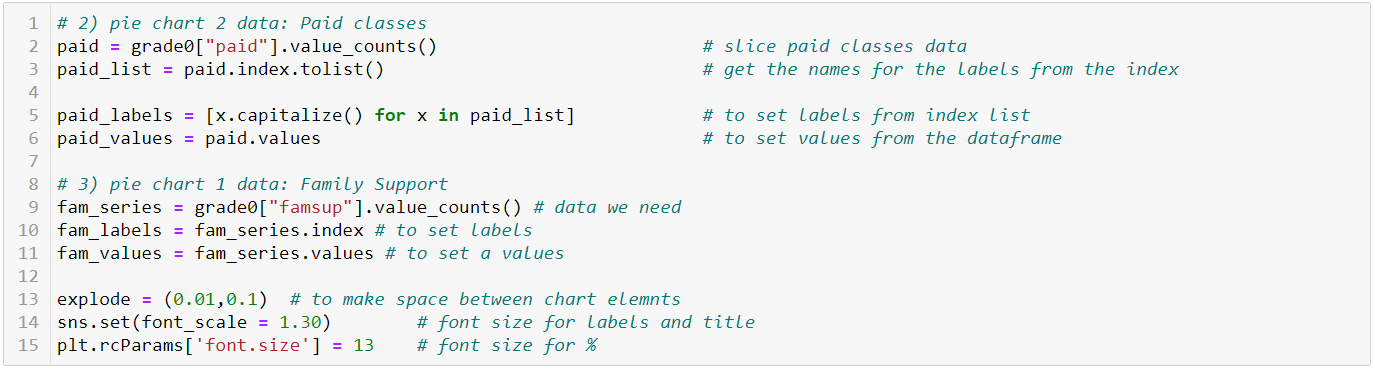 1 # 2) pie chart 2 data: Paid classes
2 paid = grade0["paid"].value_counts() # slice paid classes data
3 paid_list = paid.index.tolist() # get the names for the labels from the index
4
5 paid_labels = [x.capitalize() for x in paid_list] # to set labels from index list
6 paid_values = paid.values # to set values from the dataframe
7
8 # 3) pie chart 1 data: Family Support
9 fam_series = grade0["famsup"].value_counts() # data we need
10 fam_labels = fam_series.index # to set labels
11 fam_values = fam_series.values # to set a values
12
13 explode = (0.01,0.1) # to make space between chart elemnts
14 sns.set(font_scale = 1.30) # font size for labels and title
15 plt.rcParams['font.size'] = 13 # font size for %